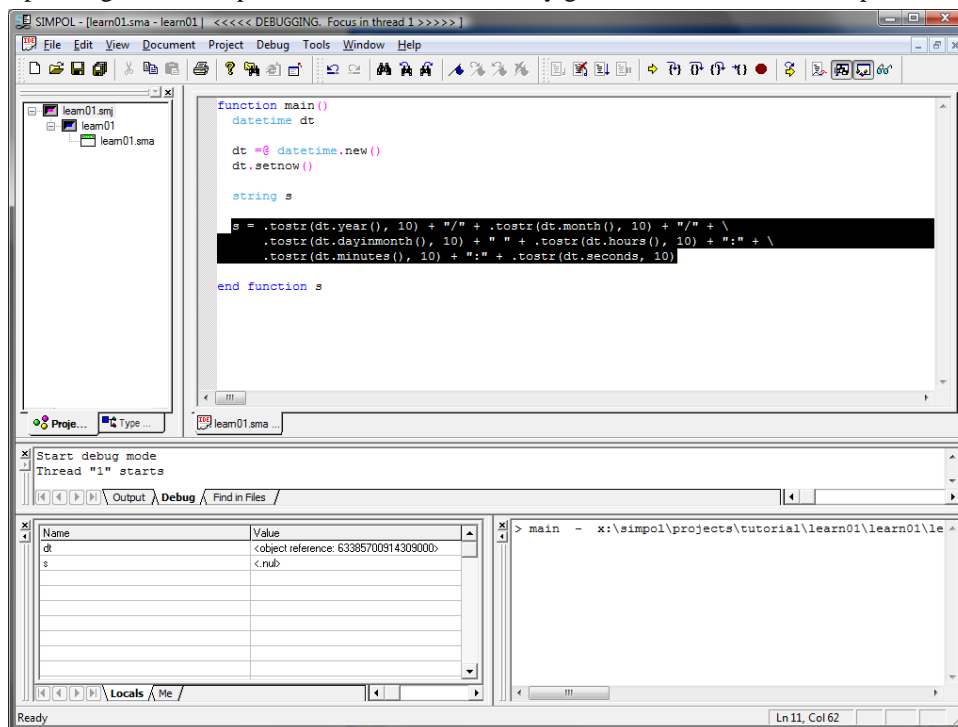 SIMPOL - [learn01.sma - learn01 |   <<<<< DEBUGGING. Focus in thread 1 >>>>> ]
File Edit View Document Project Debug Tools Window Help
learn01.smj
learn01
learn01.sma
function main()
datetime dt
dt =@ datetime.new()
dt.setnow()
string s
s = .tostr(dt.year(), 10) + "/" + .tostr(dt.month(), 10) + "/" + \
.tostr(dt.dayinmonth(), 10) + " " + .tostr(dt.hours(), 10) + ":" + \
.tostr(dt.minutes(), 10) + ":" + .tostr(dt.seconds, 10)
end function s
Proje... Type ...
learn01.sma ...
Start debug mode
Thread "1" starts
Output Debug Find in Files
Name Value
dt <object reference: 63385700914309000>
s <.nul>
Locals Me
> main  -  x:\simpol\projects\tutorial\learn01\learn01\le
Ready Ln 11, Col 62